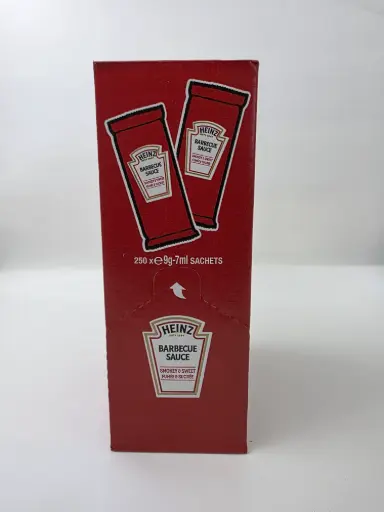 HEINZ
BARBECUE
SAUCE
HEINZ
BARBECUE
SAUCE
250 x ℮ 9g-7ml SACHETS
HEINZ
BARBECUE
SAUCE
SMOKEY & SWEET